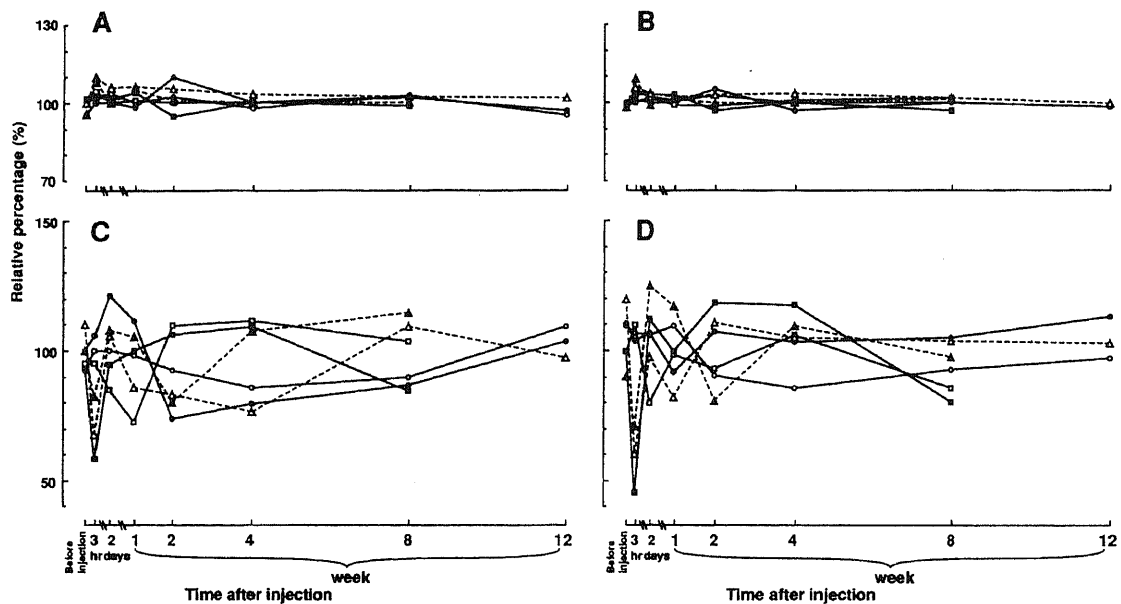 A
B
130
100
70
Relative percentage (%)
C
D
150
100
50
Before injection 3 2 1 2 4 8 12
hr days
week
Time after injection
Before injection 3 2 1 2 4 8 12
hr days
week
Time after injection